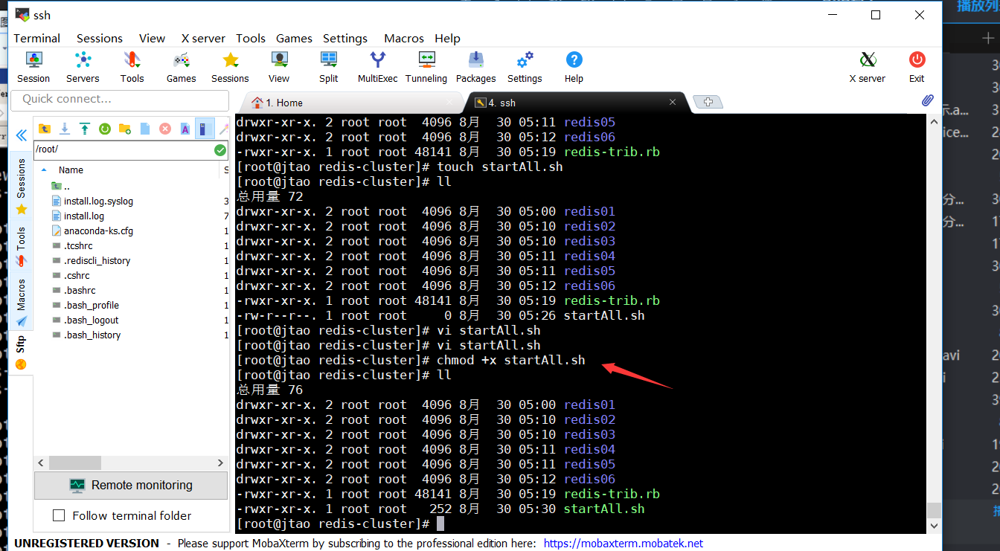 ssh
Terminal Sessions View X server Tools Games Settings Macros Help
Session Servers Tools Games Sessions View Split MultiExec Tunneling Packages Settings Help X server Exit
Quick connect...
1. Home
4. ssh
/root/
Name
..
install.log.syslog 3
install.log 7
anaconda-ks.cfg 1
.tcshrc 1
.rediscli_history 1
.cshrc 1
.bashrc 1
.bash_profile 1
.bash_logout 1
.bash_history 1
Sessions
Tools
Macros
Sftp
Remote monitoring
Follow terminal folder
drwxr-xr-x. 2 root root 4096 8月 30 05:11 redis05
drwxr-xr-x. 2 root root 4096 8月 30 05:12 redis06
-rwxr-xr-x. 1 root root 48141 8月 30 05:19 redis-trib.rb
[root@jtao redis-cluster]# touch startAll.sh
[root@jtao redis-cluster]# ll
总用量 72
drwxr-xr-x. 2 root root 4096 8月 30 05:00 redis01
drwxr-xr-x. 2 root root 4096 8月 30 05:10 redis02
drwxr-xr-x. 2 root root 4096 8月 30 05:10 redis03
drwxr-xr-x. 2 root root 4096 8月 30 05:11 redis04
drwxr-xr-x. 2 root root 4096 8月 30 05:11 redis05
drwxr-xr-x. 2 root root 4096 8月 30 05:12 redis06
-rwxr-xr-x. 1 root root 48141 8月 30 05:19 redis-trib.rb
-rw-r--r--. 1 root root 0 8月 30 05:26 startAll.sh
[root@jtao redis-cluster]# vi startAll.sh
[root@jtao redis-cluster]# vi startAll.sh
[root@jtao redis-cluster]# chmod +x startAll.sh
[root@jtao redis-cluster]# ll
总用量 76
drwxr-xr-x. 2 root root 4096 8月 30 05:00 redis01
drwxr-xr-x. 2 root root 4096 8月 30 05:10 redis02
drwxr-xr-x. 2 root root 4096 8月 30 05:10 redis03
drwxr-xr-x. 2 root root 4096 8月 30 05:11 redis04
drwxr-xr-x. 2 root root 4096 8月 30 05:11 redis05
drwxr-xr-x. 2 root root 4096 8月 30 05:12 redis06
-rwxr-xr-x. 1 root root 48141 8月 30 05:19 redis-trib.rb
-rwxr-xr-x. 1 root root 252 8月 30 05:30 startAll.sh
[root@jtao redis-cluster]#
UNREGISTERED VERSION - Please support MobaXterm by subscribing to the professional edition here: https://mobaxterm.mobatek.net
播放列